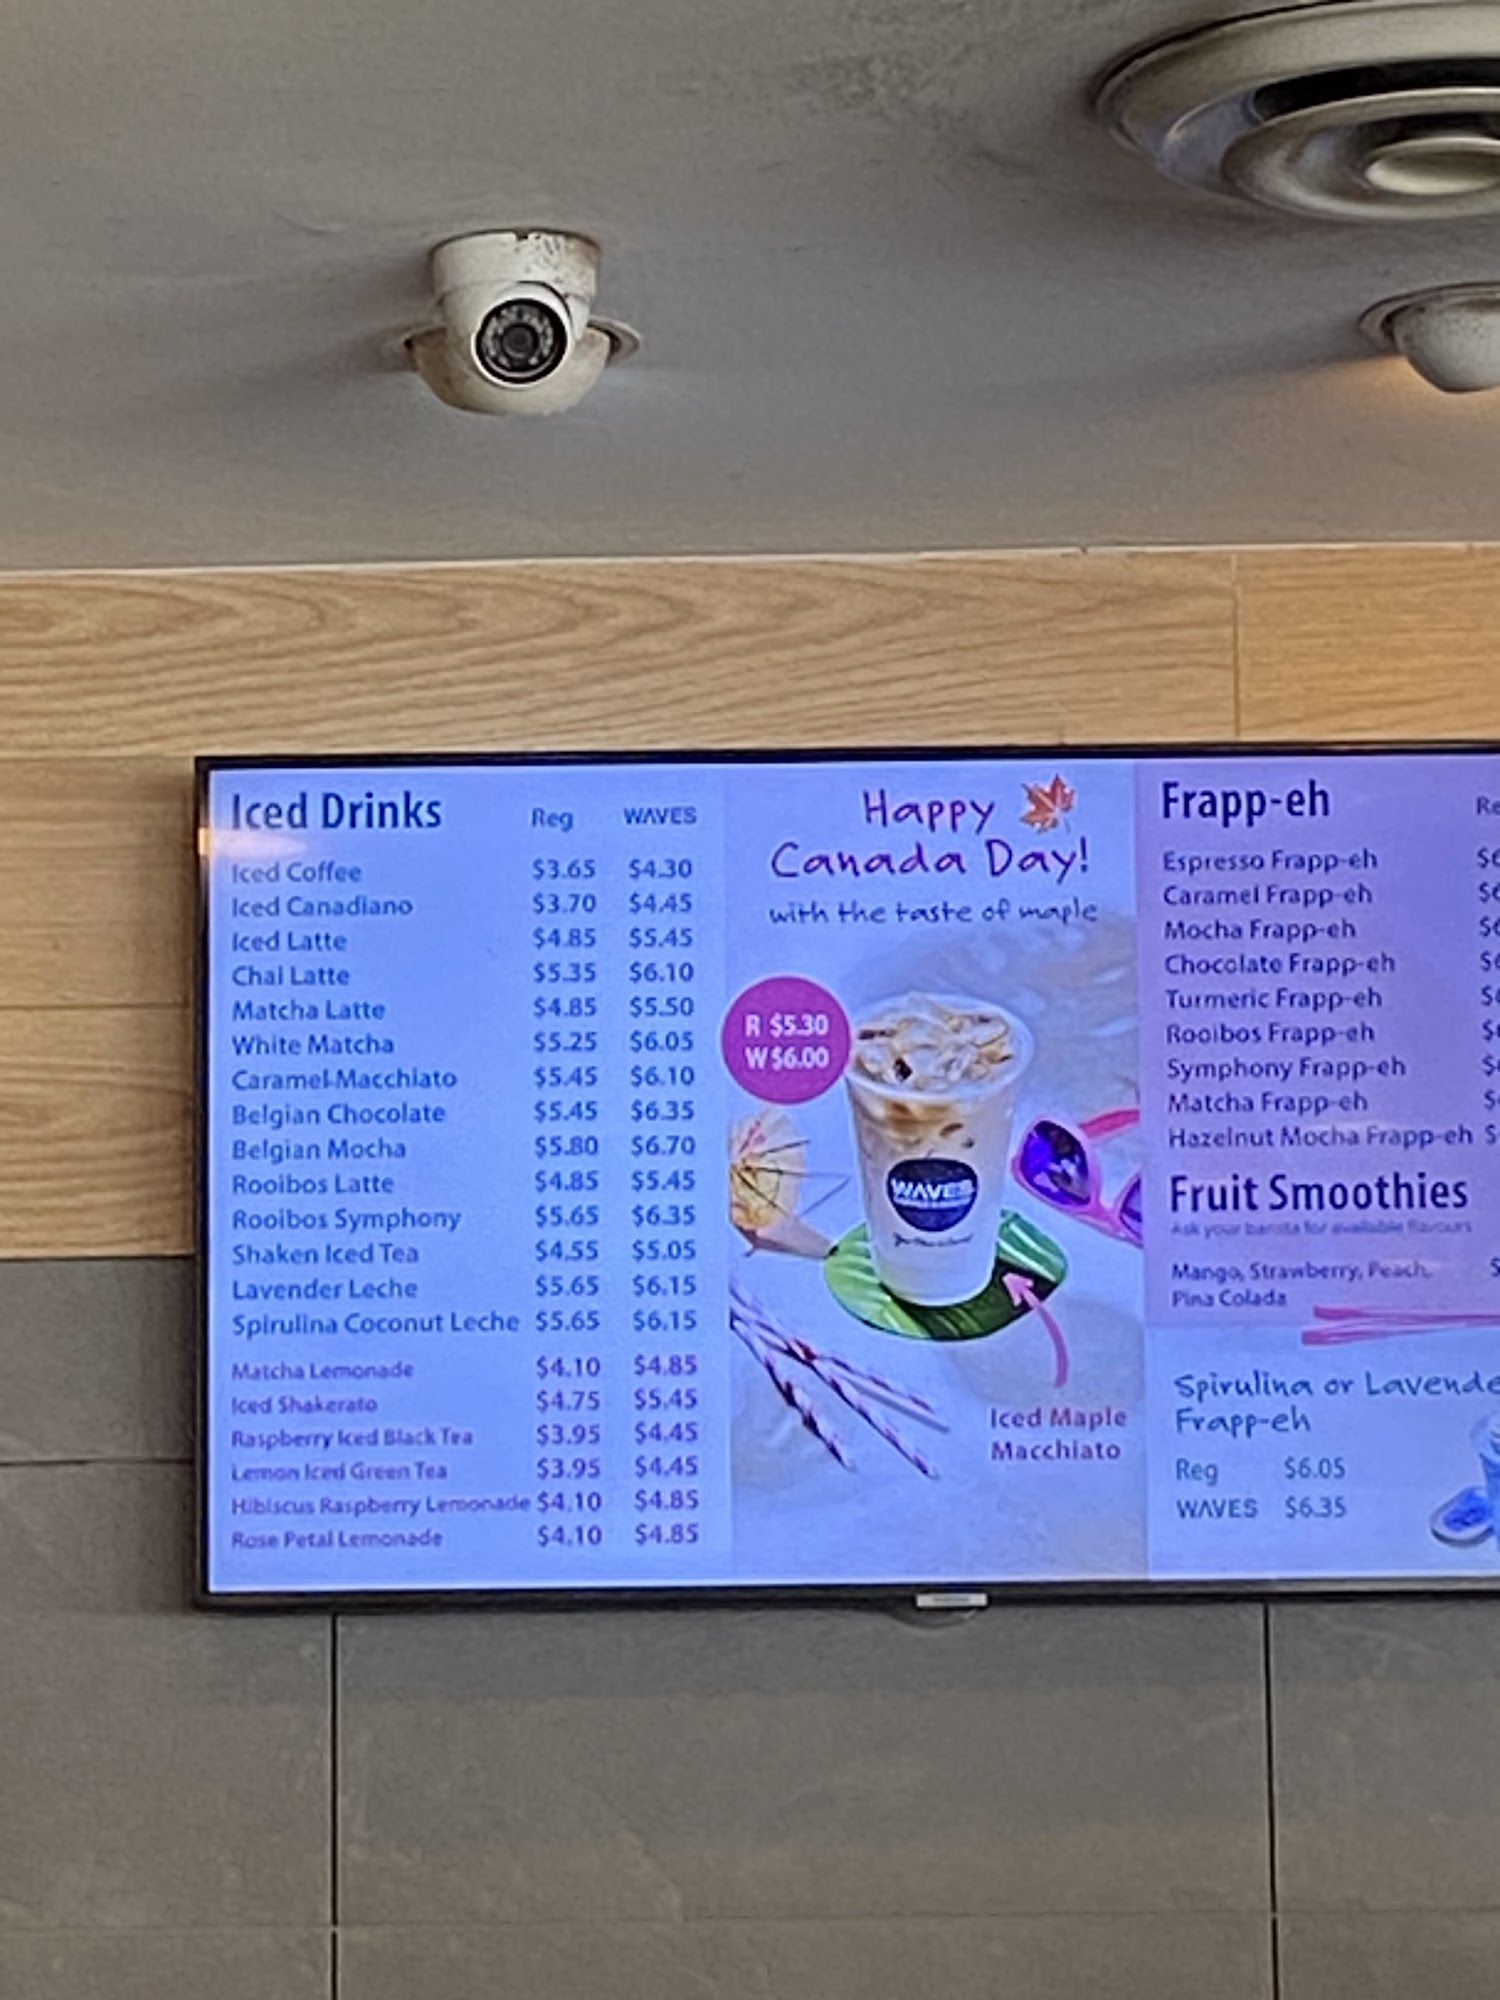 Iced Drinks Reg WAVES
Iced Coffee $3.65 $4.30
Iced Canadiano $3.70 $4.45
Iced Latte $4.85 $5.45
Chai Latte $5.35 $6.10
Matcha Latte $4.85 $5.50
White Matcha $5.25 $6.05
Caramel Macchiato $5.45 $6.10
Belgian Chocolate $5.45 $6.35
Belgian Mocha $5.80 $6.70
Rooibos Latte $4.85 $5.45
Rooibos Symphony $5.65 $6.35
Shaken Iced Tea $4.55 $5.05
Lavender Leche $5.65 $6.15
Spirulina Coconut Leche $5.65 $6.15
Matcha Lemonade $4.10 $4.85
Iced Shakerato $4.75 $5.45
Raspberry Iced Black Tea $3.95 $4.45
Lemon Iced Green Tea $3.95 $4.45
Hibiscus Raspberry Lemonade $4.10 $4.85
Rose Petal Lemonade $4.10 $4.85
Happy
Canada Day!
with the taste of maple
R $5.30
W $6.00
WAVES
Iced Maple
Macchiato
Frapp-eh
Espresso Frapp-eh
Caramel Frapp-eh
Mocha Frapp-eh
Chocolate Frapp-eh
Turmeric Frapp-eh
Rooibos Frapp-eh
Symphony Frapp-eh
Matcha Frapp-eh
Hazelnut Mocha Frapp-eh
Fruit Smoothies
Ask your barista for available flavours
Mango, Strawberry, Peach,
Pina Colada
Spirulina or Lavende
Frapp-eh
Reg $6.05
WAVES $6.35